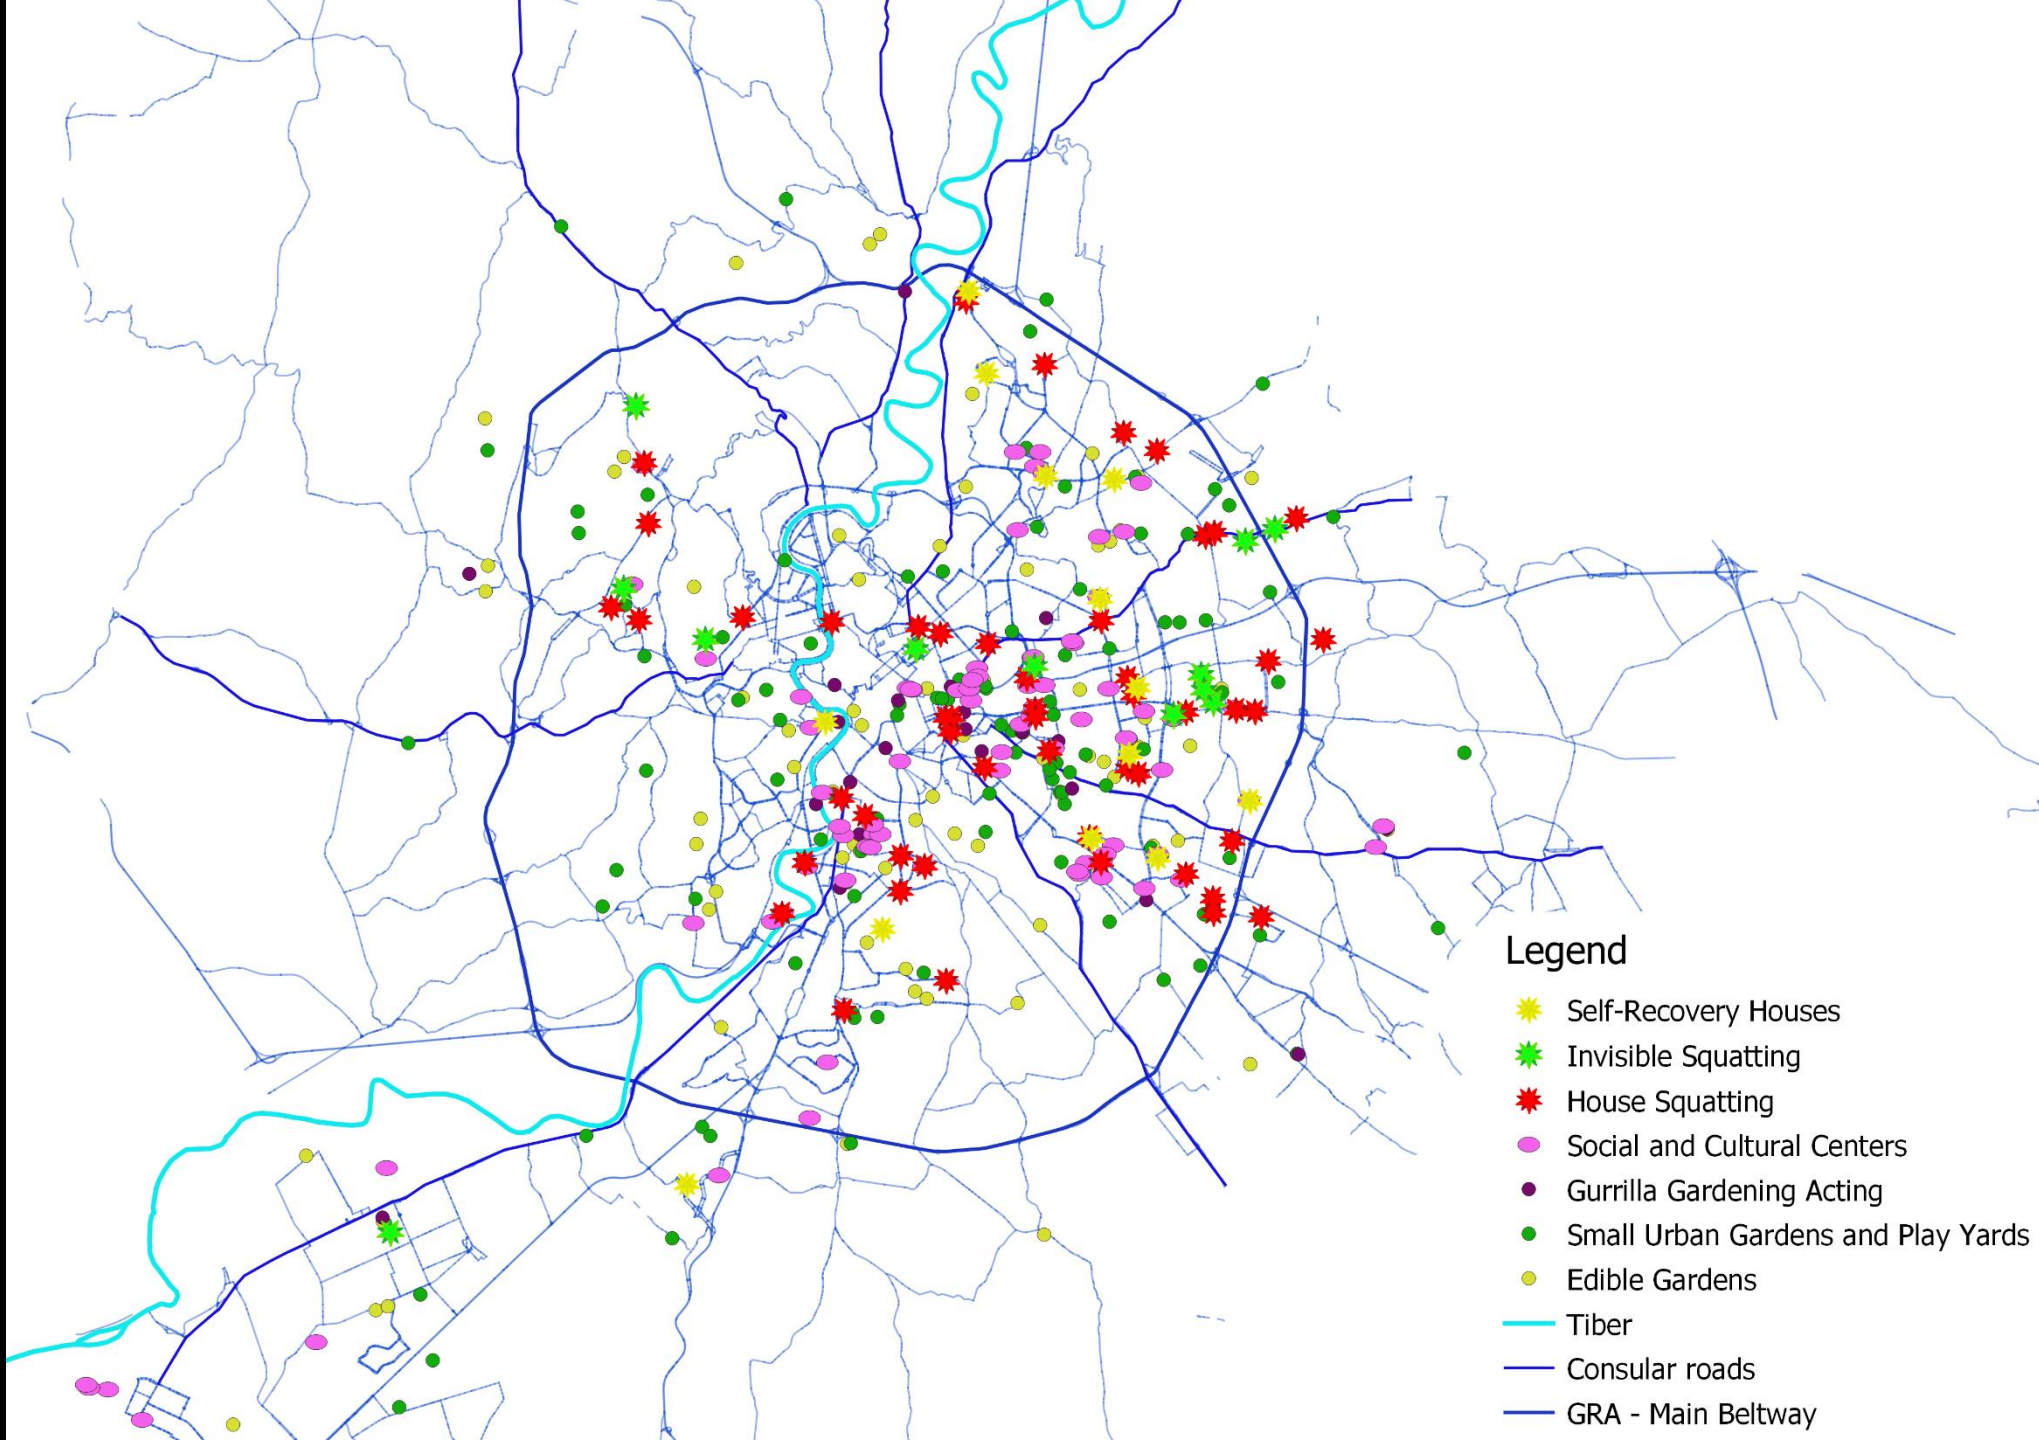 Legend
Self-Recovery Houses
Invisible Squatting
House Squatting
Social and Cultural Centers
Gurrilla Gardening Acting
Small Urban Gardens and Play Yards
Edible Gardens
Tiber
Consular roads
GRA - Main Beltway